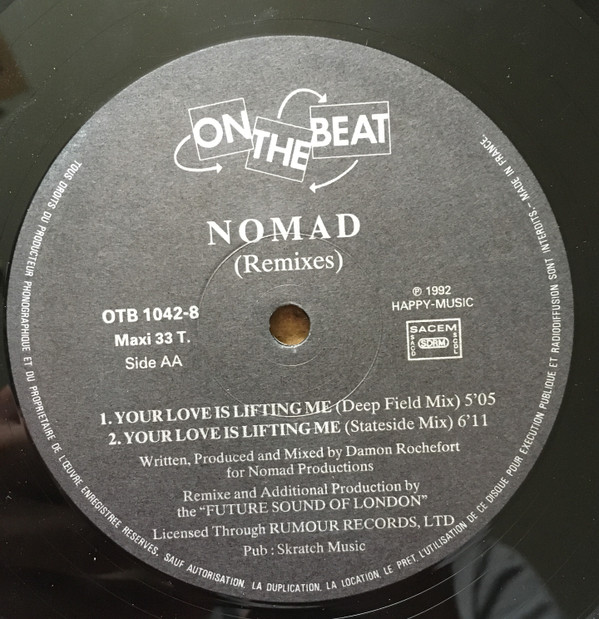 ON THE BEAT
NOMAD
(Remixes)
OTB 1042-8
Maxi 33 T.
Side AA
℗ 1992
HAPPY-MUSIC
SACEM
SACD SDRM SCDL
1. YOUR LOVE IS LIFTING ME (Deep Field Mix) 5'05
2. YOUR LOVE IS LIFTING ME (Stateside Mix) 6'11
Written, Produced and Mixed by Damon Rochefort
for Nomad Productions
Remixe and Additional Production by
the "FUTURE SOUND OF LONDON"
Licensed Through RUMOUR RECORDS, LTD
Pub : Skratch Music
TOUS DROITS DU PRODUCTEUR PHONOGRAPHIQUE ET DU PROPRIETAIRE DE L'ŒUVRE ENREGISTREE RESERVES. SAUF AUTORISATION, LA DUPLICATION, LA LOCATION, LE PRET, L'UTILISATION DE CE DISQUE POUR EXECUTION PUBLIQUE ET RADIODIFFUSION SONT INTERDITS. - MADE IN FRANCE.